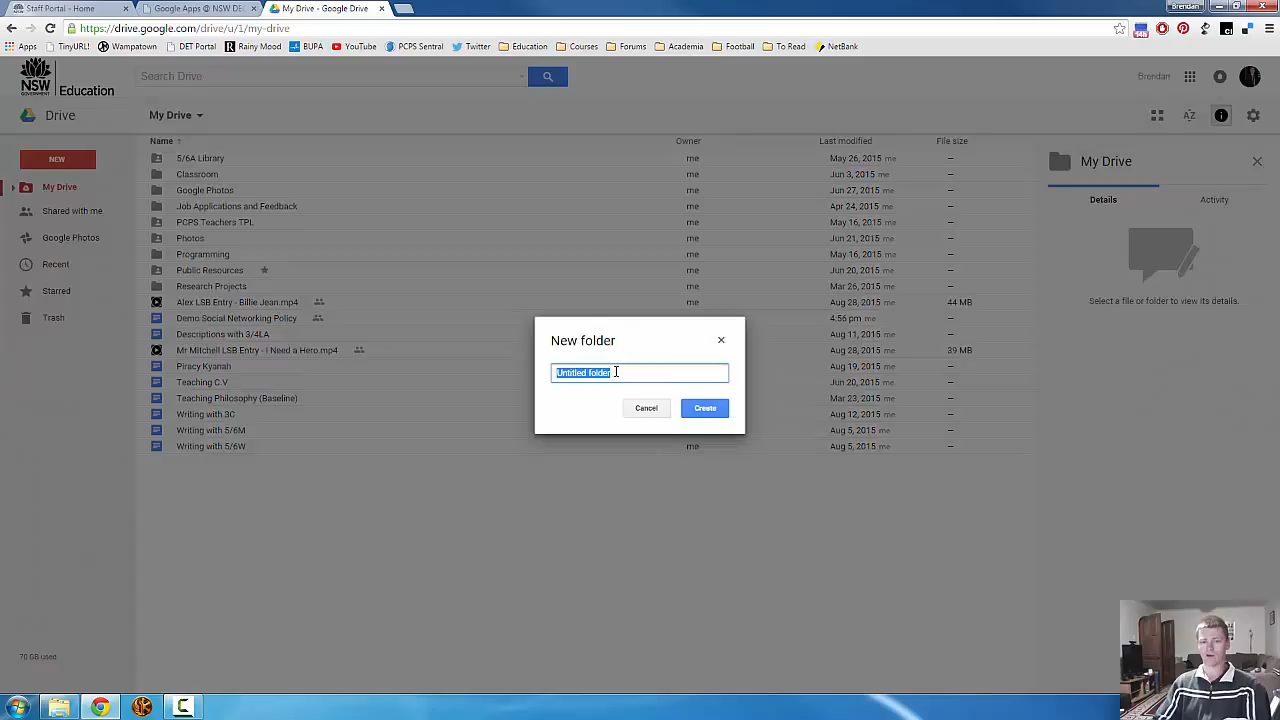 Staff Portal - Home
Google Apps @ NSW DE
My Drive - Google Drive
Brendan
https://drive.google.com/drive/u/1/my-drive
Apps TinyURL! Wampatown DET Portal Rainy Mood BUPA YouTube PCPS Sentral Twitter Education Courses Forums Academia Football To Read NetBank
NSW
GOVERNMENT
Education
Search Drive
Brendan
Drive
My Drive
AZ
NEW
My Drive
Shared with me
Google Photos
Recent
Starred
Trash
70 GB used
Name Owner Last modified File size
5/6A Library me May 26, 2015 me –
Classroom me Jun 3, 2015 me –
Google Photos me Jun 27, 2015 me –
Job Applications and Feedback me Apr 24, 2015 me –
PCPS Teachers TPL me May 16, 2015 me –
Photos me Jun 21, 2015 me –
Programming me May 16, 2015 me –
Public Resources me Jun 20, 2015 me –
Research Projects me Mar 26, 2015 me –
Alex LSB Entry - Billie Jean.mp4 me Aug 28, 2015 me 44 MB
Demo Social Networking Policy 4:56 pm me –
Descriptions with 3/4LA Aug 11, 2015 me –
Mr Mitchell LSB Entry - I Need a Hero.mp4 Aug 28, 2015 me 39 MB
Piracy Kyanah Aug 19, 2015 me –
Teaching C.V Jun 20, 2015 me –
Teaching Philosophy (Baseline) Mar 23, 2015 me –
Writing with 3C Aug 12, 2015 me –
Writing with 5/6M Aug 5, 2015 me –
Writing with 5/6W me Aug 5, 2015 me –
New folder
Untitled folder
Cancel Create
My Drive
Details Activity
Select a file or folder to view its details.